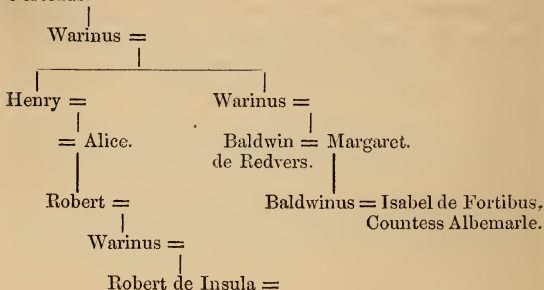 Warinus =
Henry = Warinus =
= Alice. Baldwin = Margaret.
de Redvers.
Robert = Baldwinus = Isabel de Fortibus,
Countess Albemarle.
Warinus =
Robert de Insula =